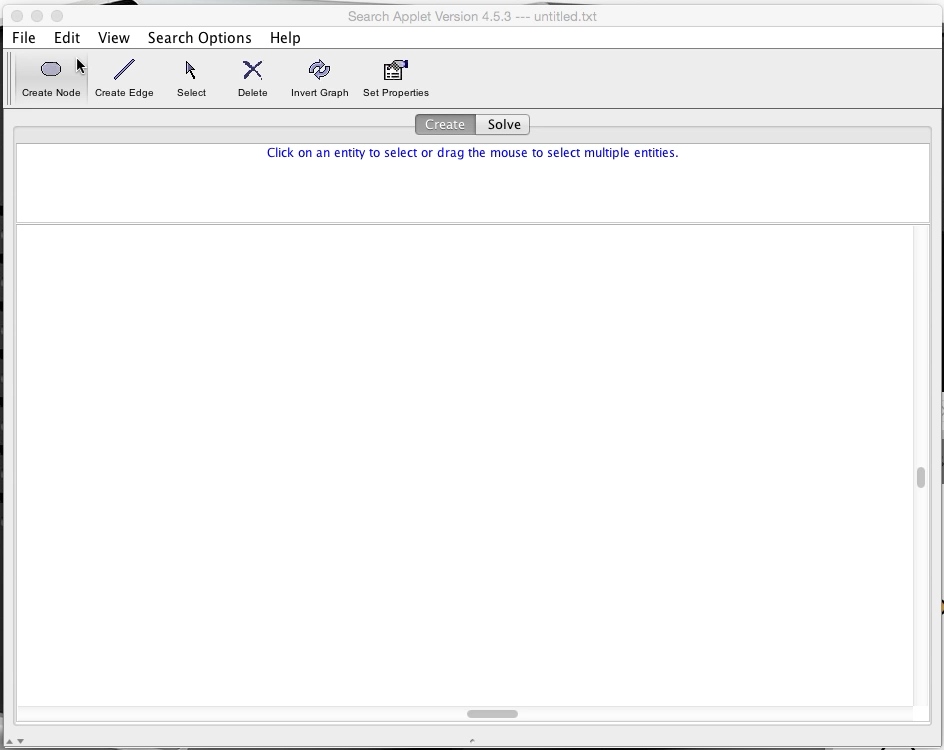 Search Applet Version 4.5.3 --- untitled.txt
File Edit View Search Options Help
Create Node Create Edge Select Delete Invert Graph Set Properties
Create Solve
Click on an entity to select or drag the mouse to select multiple entities.